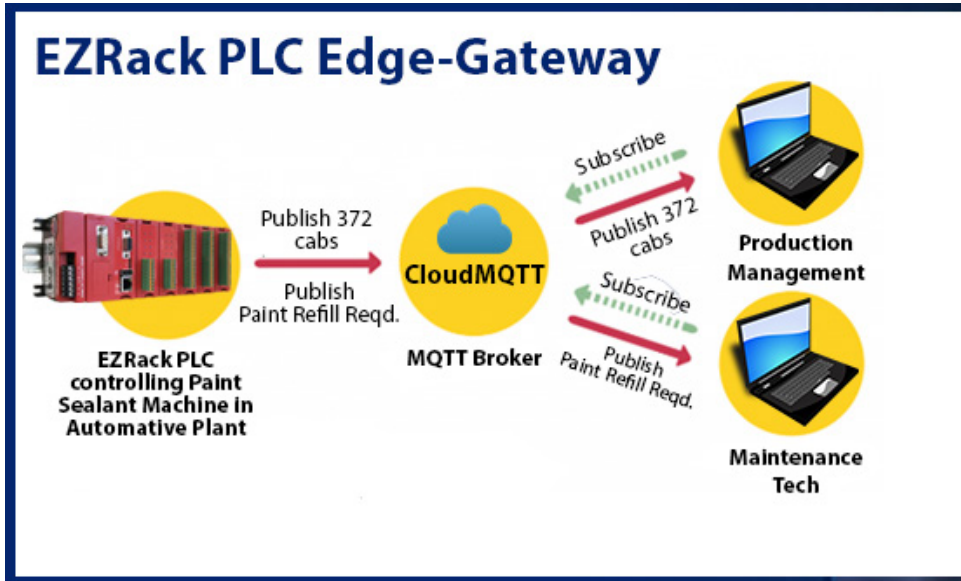 EZRack PLC Edge-Gateway
Publish 372
cabs
Publish
Paint Refill Reqd.
EZRack PLC
controlling Paint
Sealant Machine in
Automative Plant
CloudMQTT
MQTT Broker
Subscribe
Publish 372
cabs
Production
Management
Subscribe
Publish
Paint Refill Reqd.
Maintenance
Tech